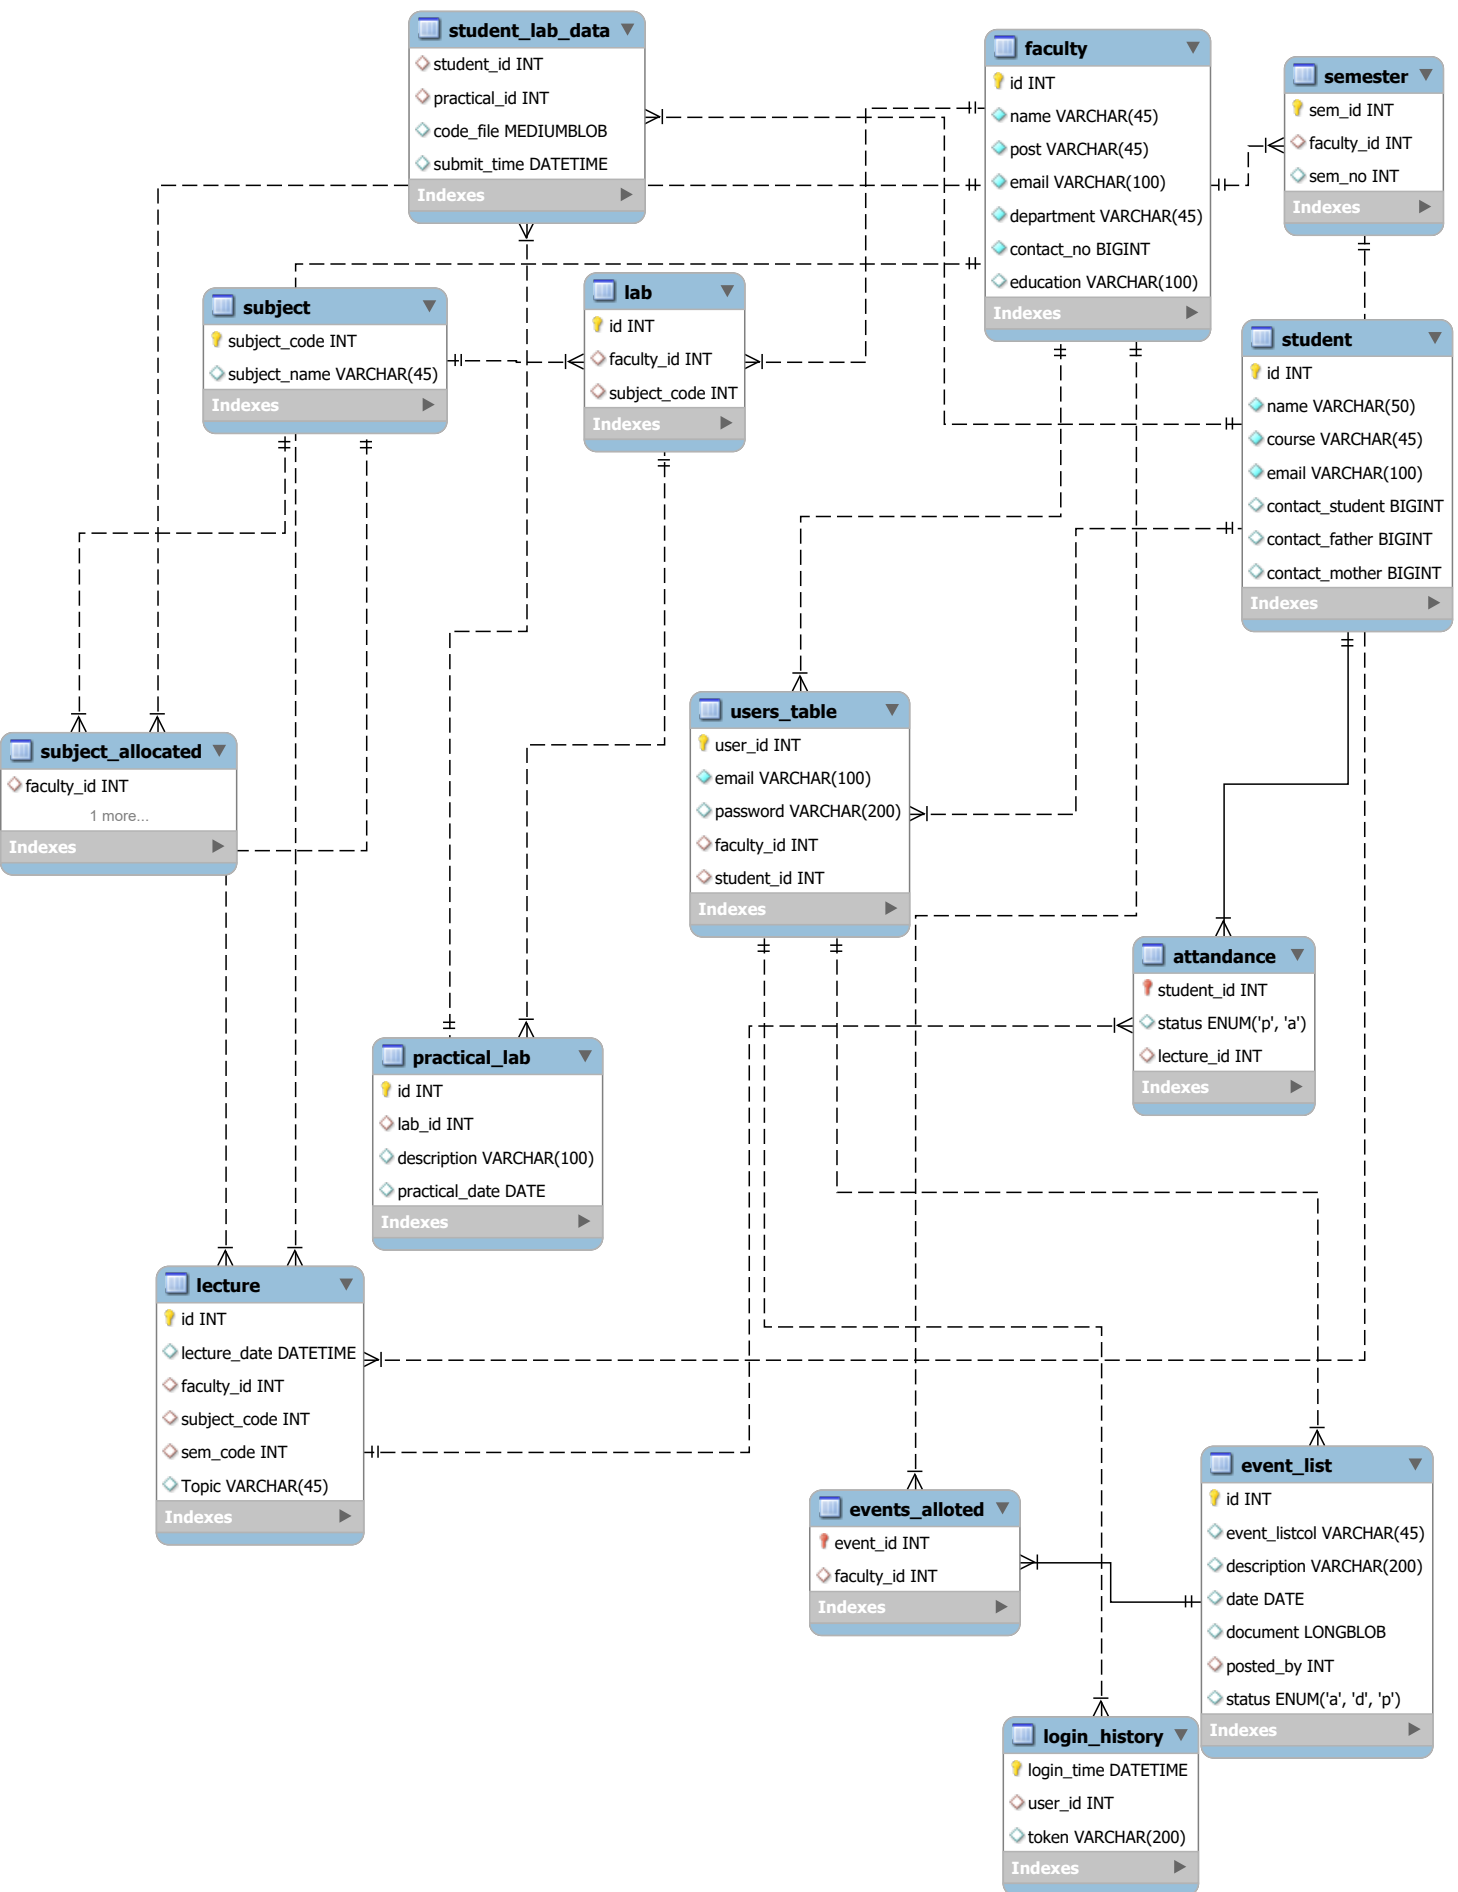 student_lab_data
student_id INT
practical_id INT
code_file MEDIUMBLOB
submit_time DATETIME
Indexes
faculty
id INT
name VARCHAR(45)
post VARCHAR(45)
email VARCHAR(100)
department VARCHAR(45)
contact_no BIGINT
education VARCHAR(100)
Indexes
semester
sem_id INT
faculty_id INT
sem_no INT
Indexes
subject
subject_code INT
subject_name VARCHAR(45)
Indexes
lab
id INT
faculty_id INT
subject_code INT
Indexes
student
id INT
name VARCHAR(50)
course VARCHAR(45)
email VARCHAR(100)
contact_student BIGINT
contact_father BIGINT
contact_mother BIGINT
Indexes
subject_allocated
faculty_id INT
1 more...
Indexes
users_table
user_id INT
email VARCHAR(100)
password VARCHAR(200)
faculty_id INT
student_id INT
Indexes
attandance
student_id INT
status ENUM('p', 'a')
lecture_id INT
Indexes
practical_lab
id INT
lab_id INT
description VARCHAR(100)
practical_date DATE
Indexes
lecture
id INT
lecture_date DATETIME
faculty_id INT
subject_code INT
sem_code INT
Topic VARCHAR(45)
Indexes
events_alloted
event_id INT
faculty_id INT
Indexes
event_list
id INT
event_listcol VARCHAR(45)
description VARCHAR(200)
date DATE
document LONGBLOB
posted_by INT
status ENUM('a', 'd', 'p')
Indexes
login_history
login_time DATETIME
user_id INT
token VARCHAR(200)
Indexes